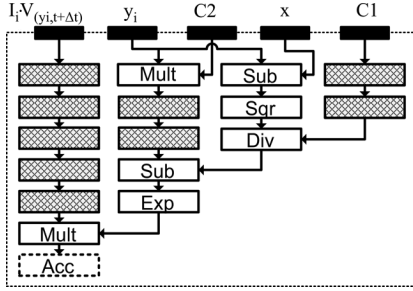 Iᵢ·V₍yi,t+Δt₎ yᵢ C2 x C1
Mult Sub
Sqr
Div
Sub
Exp
Mult
Acc